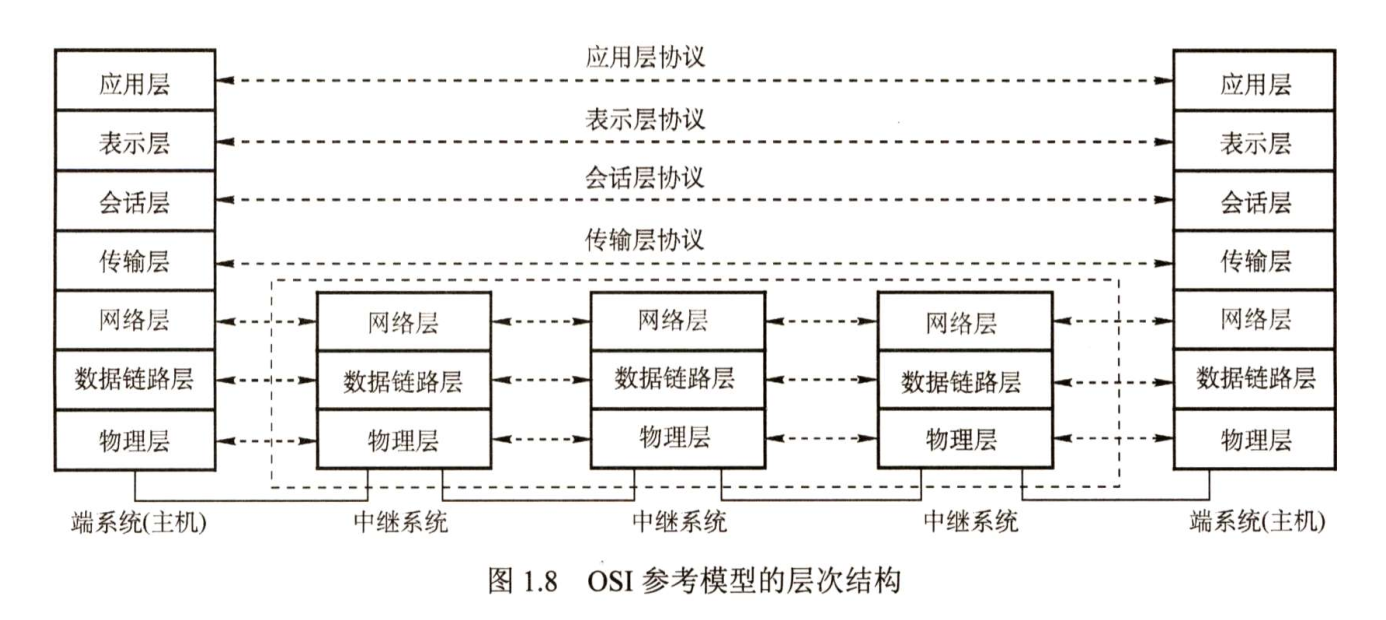 应用层协议
应用层 应用层
表示层协议
表示层 表示层
会话层协议
会话层 会话层
传输层协议
传输层 传输层
网络层 网络层 网络层 网络层 网络层
数据链路层 数据链路层 数据链路层 数据链路层 数据链路层
物理层 物理层 物理层 物理层 物理层
端系统(主机) 中继系统 中继系统 中继系统 端系统(主机)
图 1.8 OSI 参考模型的层次结构